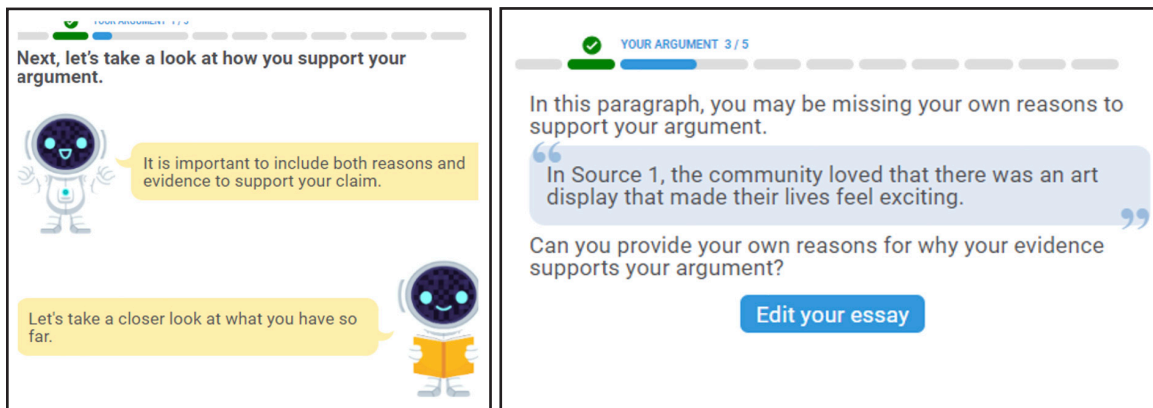 YOUR ARGUMENT 1 / 5
Next, let's take a look at how you support your
argument.
It is important to include both reasons and
evidence to support your claim.
Let's take a closer look at what you have so
far.
YOUR ARGUMENT 3 / 5
In this paragraph, you may be missing your own reasons to
support your argument.
“
In Source 1, the community loved that there was an art
display that made their lives feel exciting.
”
Can you provide your own reasons for why your evidence
supports your argument?
Edit your essay